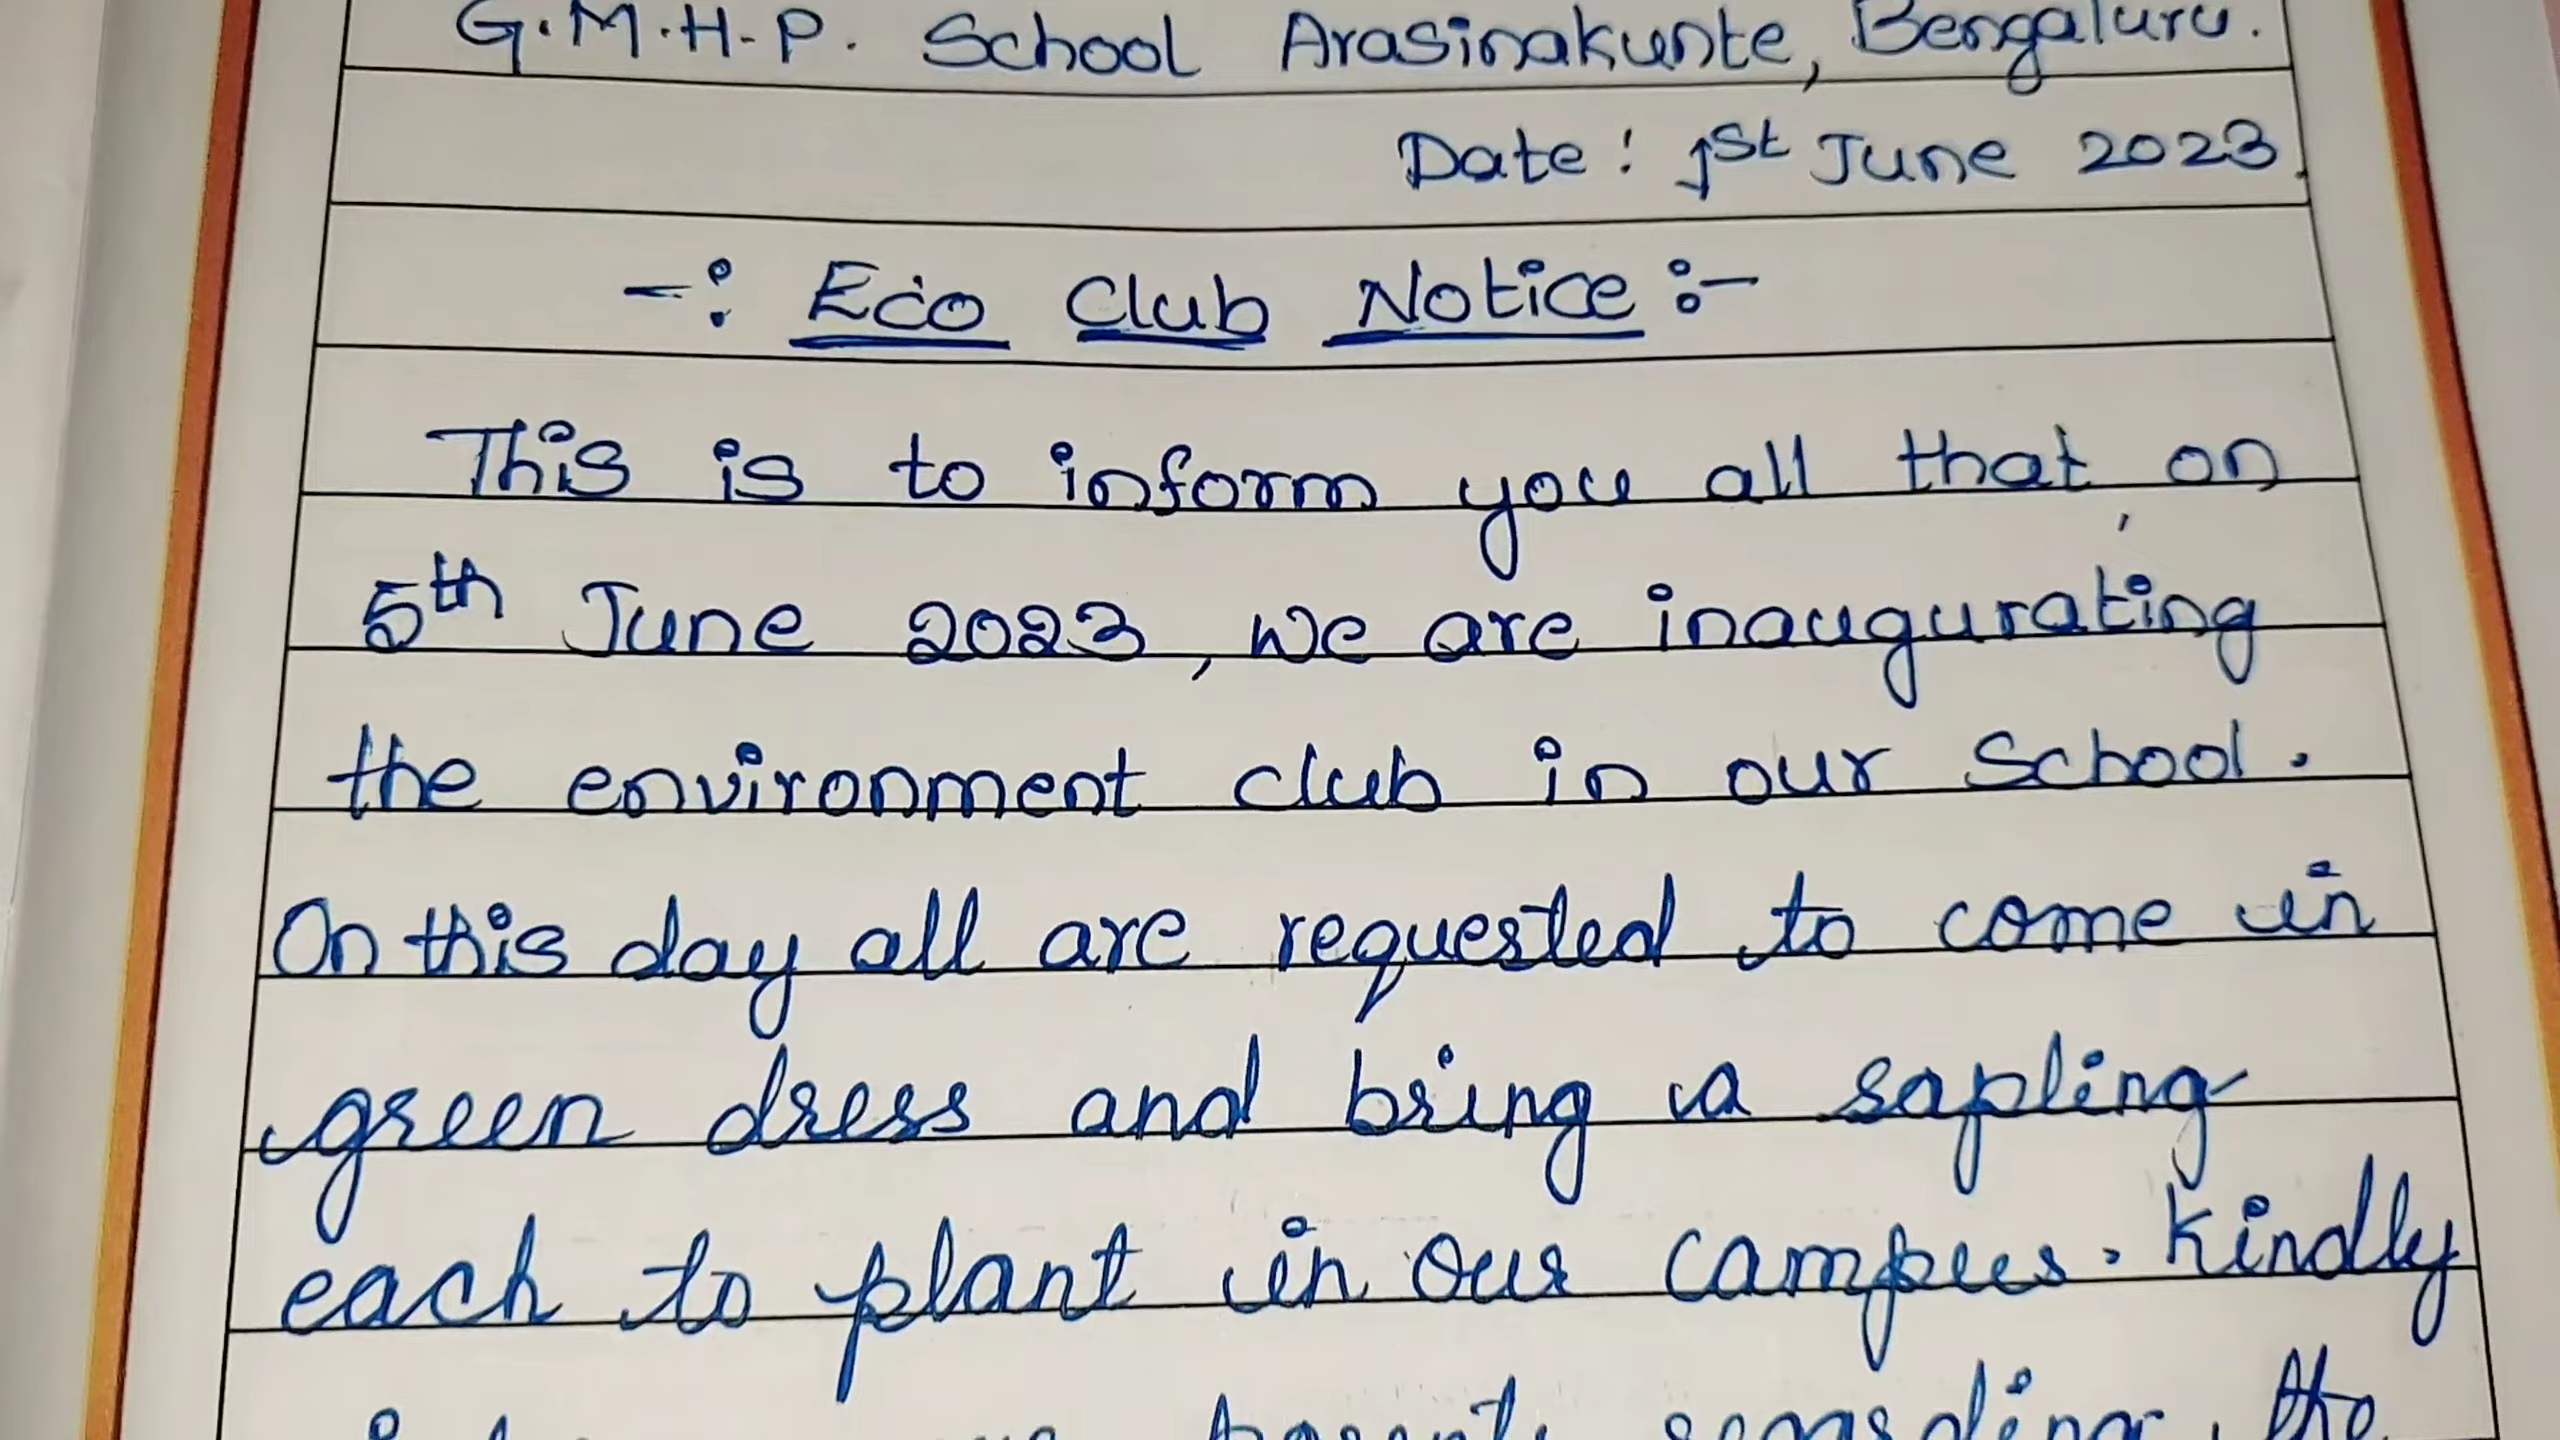 G.M.H.P. School Arasinakunte, Bengaluru.
Date: 1st June 2023.
-: Eco Club Notice :-
This is to inform you all that on
5th June 2023, we are inaugurating
the environment club in our School.
On this day all are requested to come in
green dress and bring a sapling
each to plant in our campus. Kindly
regarding the